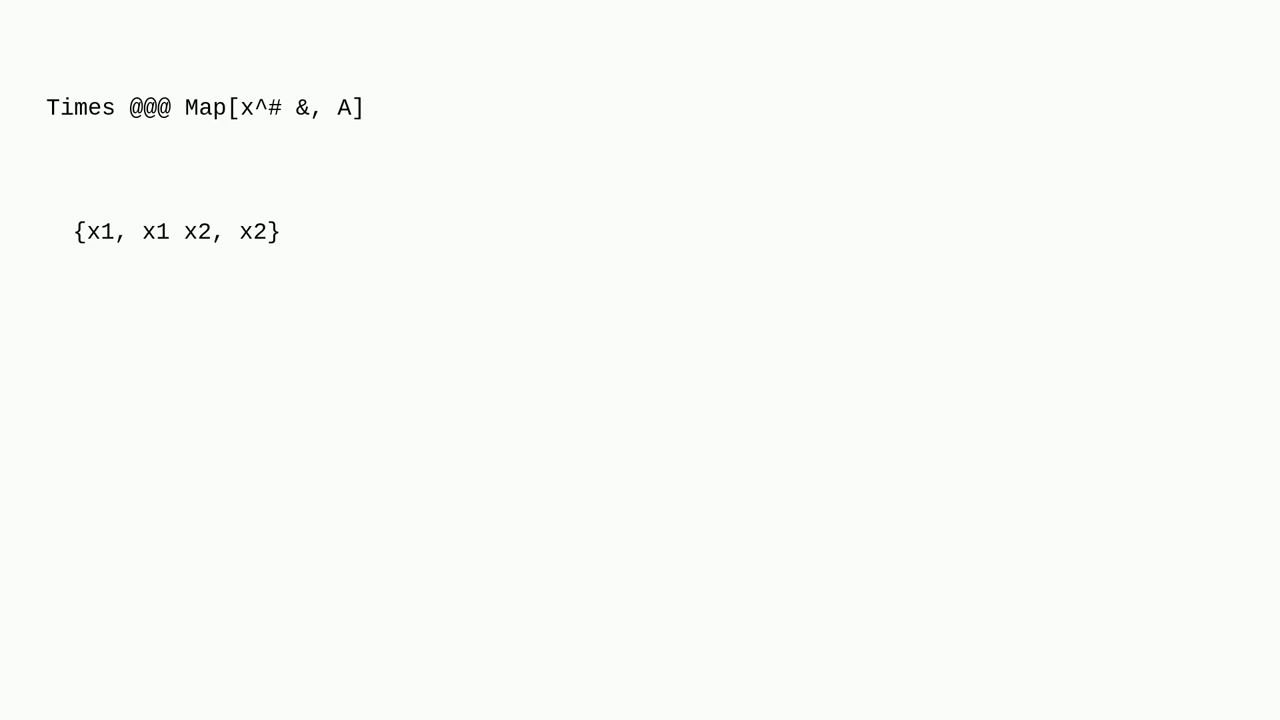 Times @@@ Map[x^# &, A]
{x1, x1 x2, x2}